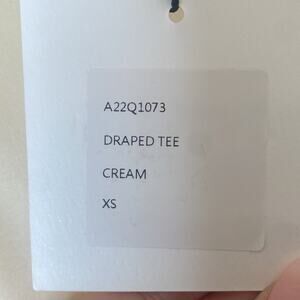 A22Q1073
DRAPED TEE
CREAM
XS